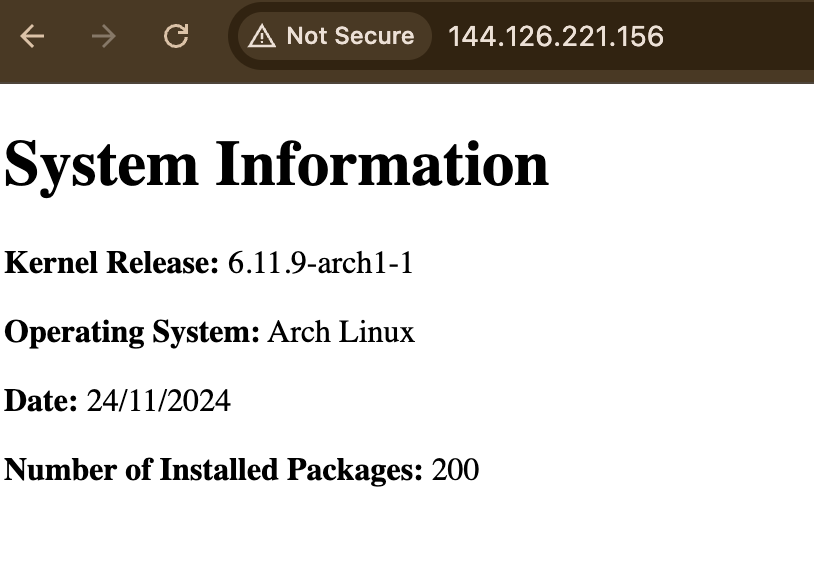 Not Secure 144.126.221.156
System Information
Kernel Release: 6.11.9-arch1-1
Operating System: Arch Linux
Date: 24/11/2024
Number of Installed Packages: 200